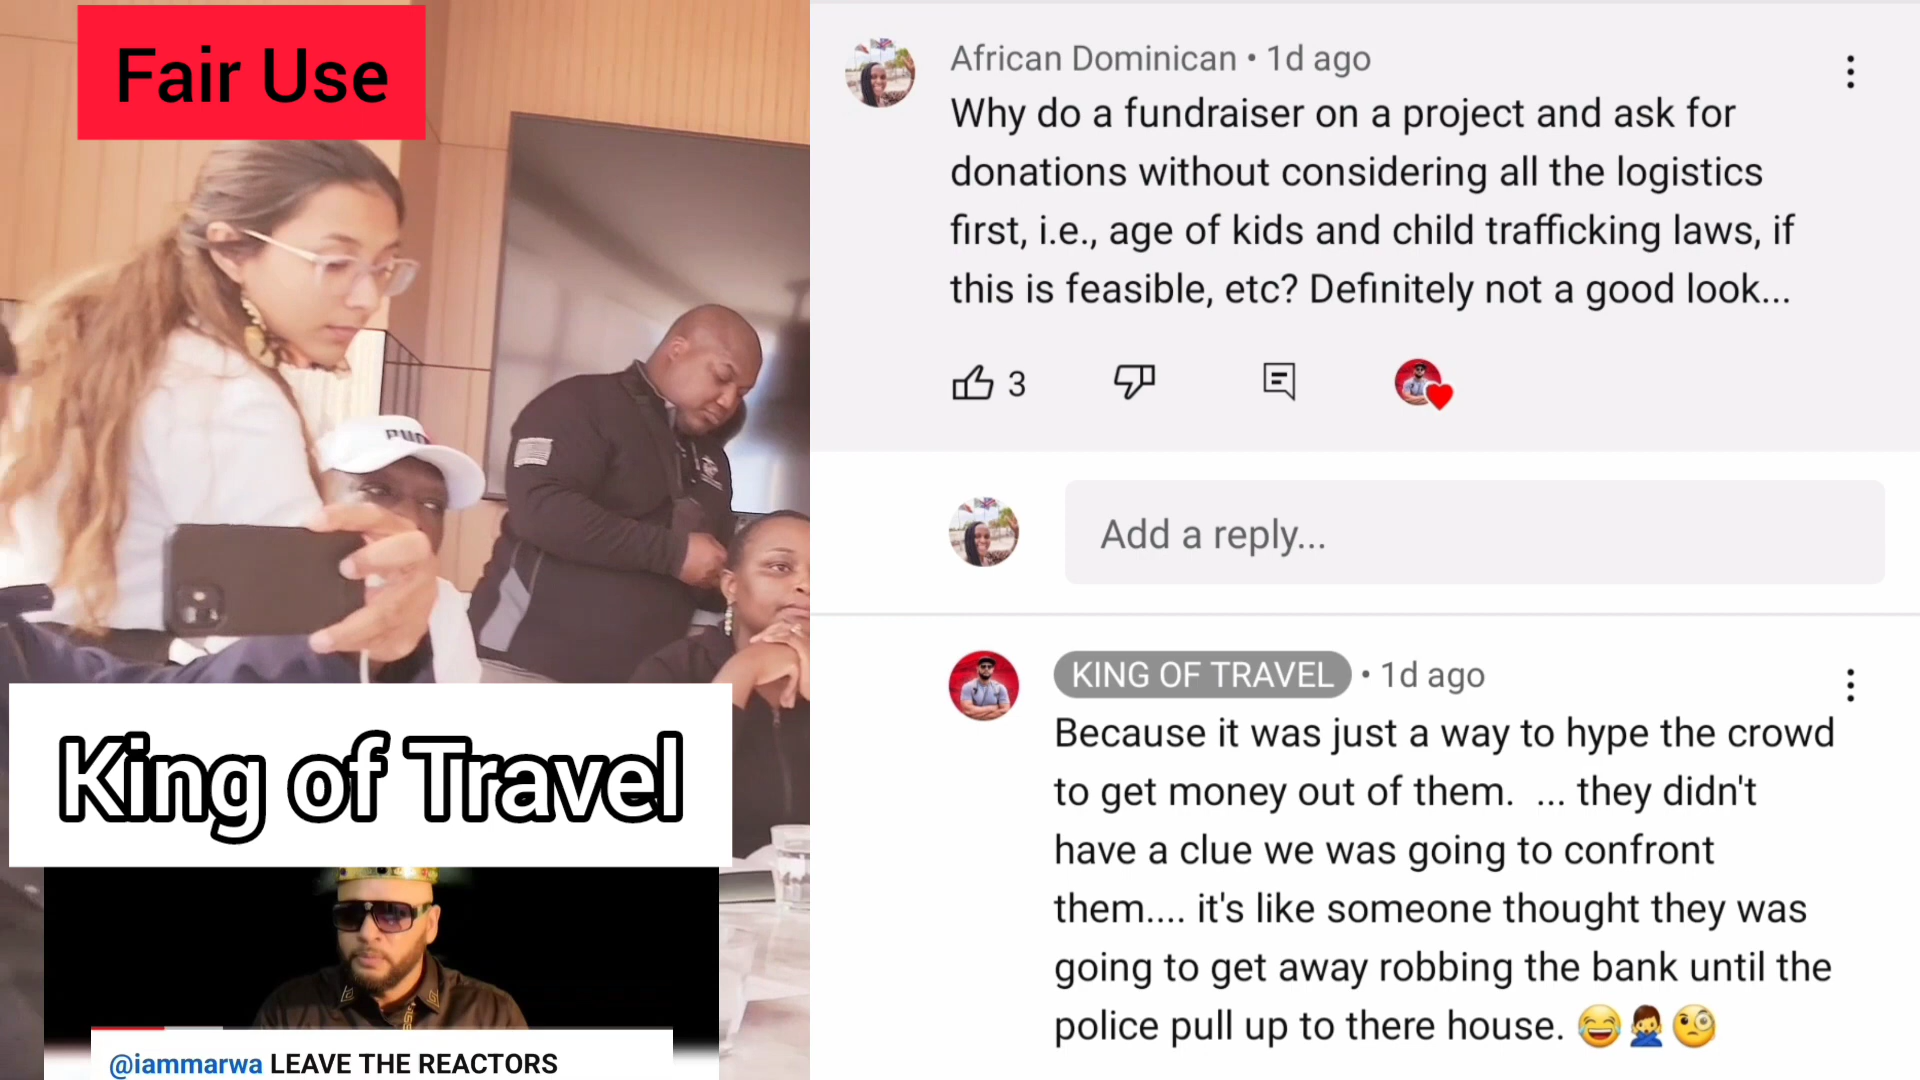 Fair Use
King of Travel
@iammarwa LEAVE THE REACTORS
African Dominican • 1d ago
Why do a fundraiser on a project and ask for
donations without considering all the logistics
first, i.e., age of kids and child trafficking laws, if
this is feasible, etc? Definitely not a good look...
3
Add a reply...
KING OF TRAVEL • 1d ago
Because it was just a way to hype the crowd
to get money out of them. ... they didn't
have a clue we was going to confront
them.... it's like someone thought they was
going to get away robbing the bank until the
police pull up to there house. 😂🙅‍♂️🧐